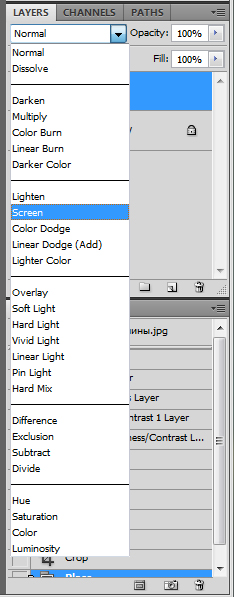 LAYERS CHANNELS PATHS
Normal Opacity: 100%
Normal
Dissolve
Fill: 100%
Darken
Multiply
Color Burn
Linear Burn
Darker Color
Lighten
Screen
Color Dodge
Linear Dodge (Add)
Lighter Color
Overlay
Soft Light
Hard Light
Vivid Light
Linear Light
Pin Light
Hard Mix
Difference
Exclusion
Subtract
Divide
Hue
Saturation
Color
Luminosity
ины.jpg
Layer
ontrast 1 Layer
ness/Contrast L...
Crop